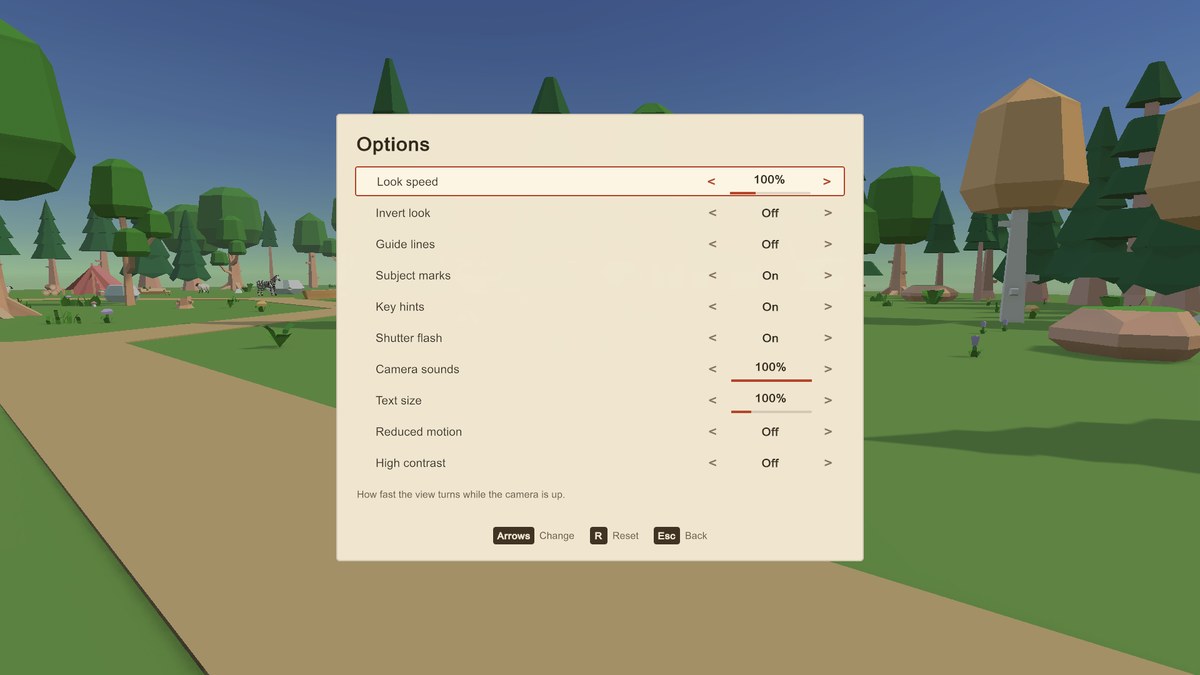 Options
Look speed < 100% >
Invert look < Off >
Guide lines < Off >
Subject marks < On >
Key hints < On >
Shutter flash < On >
Camera sounds < 100% >
Text size < 100% >
Reduced motion < Off >
High contrast < Off >
How fast the view turns while the camera is up.
Arrows Change R Reset Esc Back